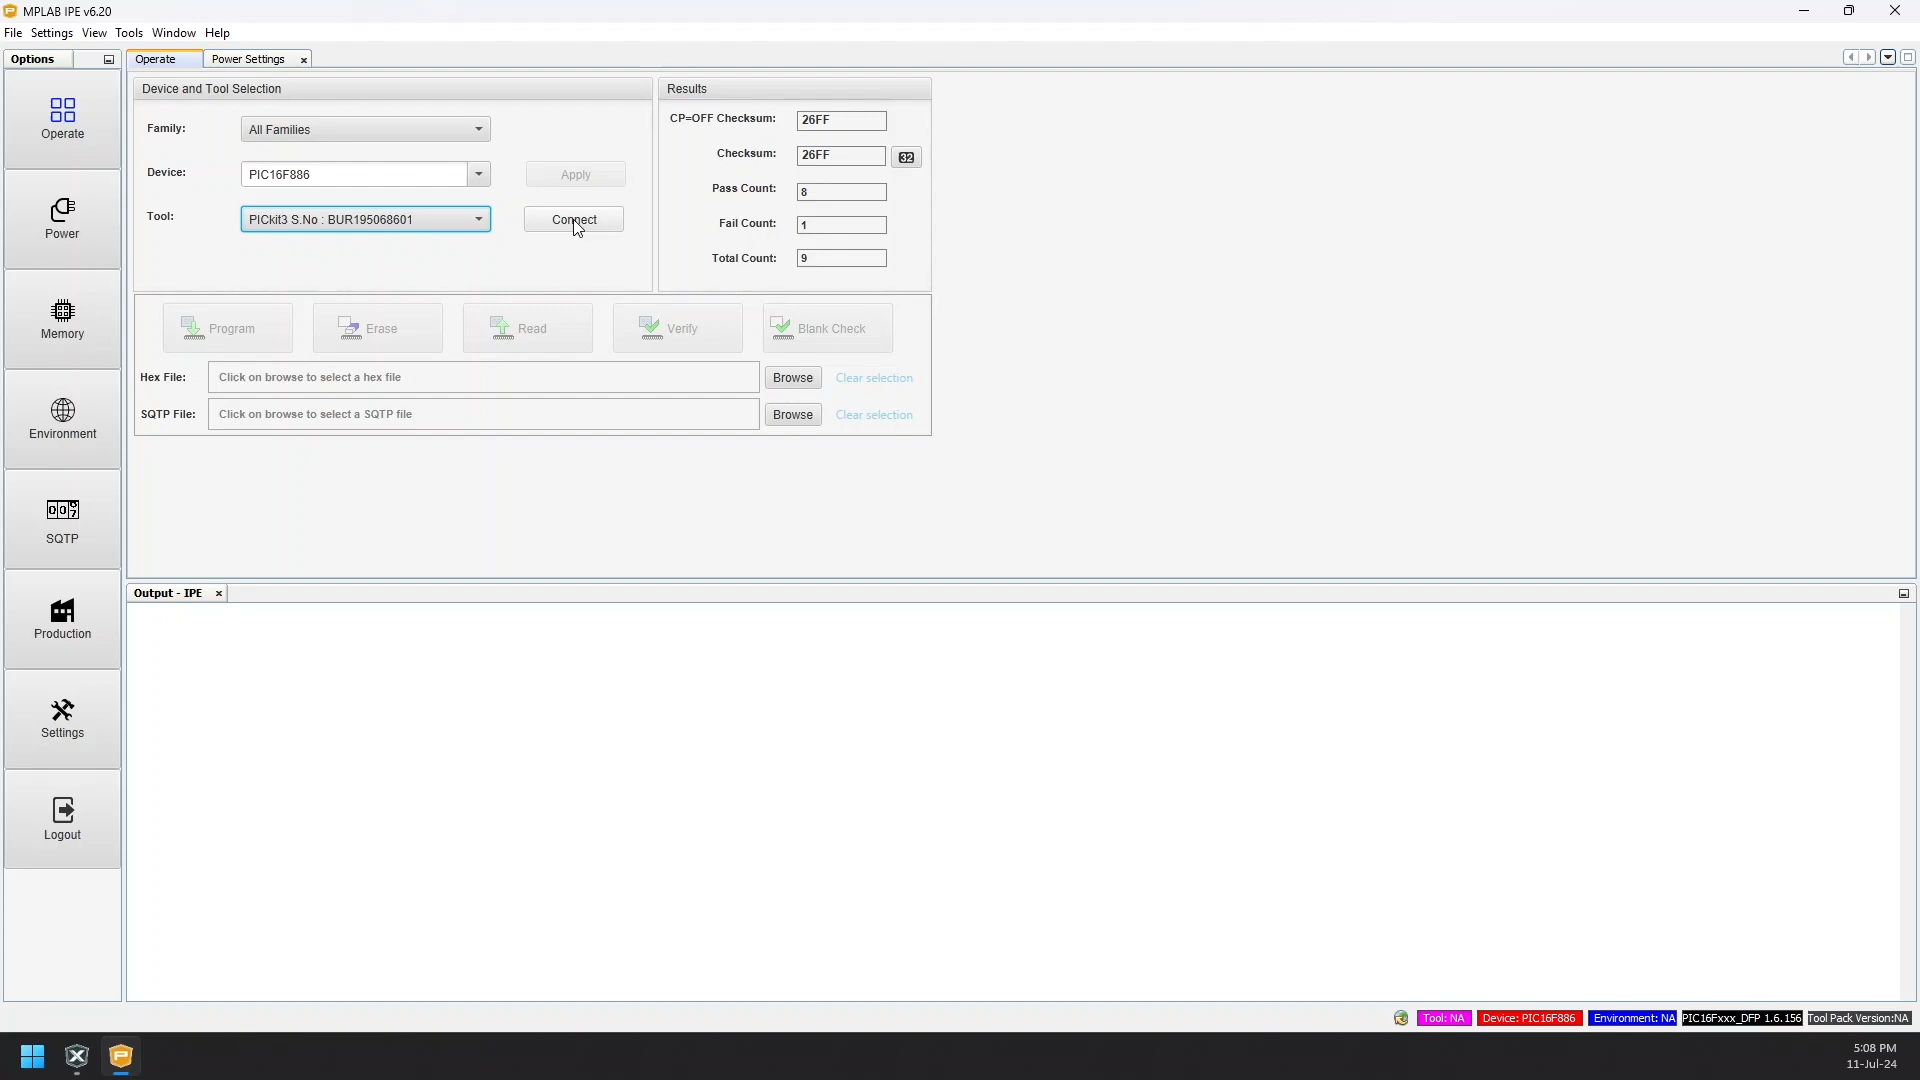 MPLAB IPE v6.20
File Settings View Tools Window Help
Options
Operate
Power Settings
Operate
Power
Memory
Environment
SQTP
Production
Settings
Logout
Device and Tool Selection
Family: All Families
Device: PIC16F886 Apply
Tool: PICkit3 S.No : BUR195068601 Connect
Results
CP=OFF Checksum: 26FF
Checksum: 26FF 32
Pass Count: 8
Fail Count: 1
Total Count: 9
Program Erase Read Verify Blank Check
Hex File: Click on browse to select a hex file Browse Clear selection
SQTP File: Click on browse to select a SQTP file Browse Clear selection
Output - IPE
Tool: NA Device: PIC16F886 Environment: NA PIC16Fxxx_DFP 1.6.156 Tool Pack Version:NA
5:08 PM
11-Jul-24